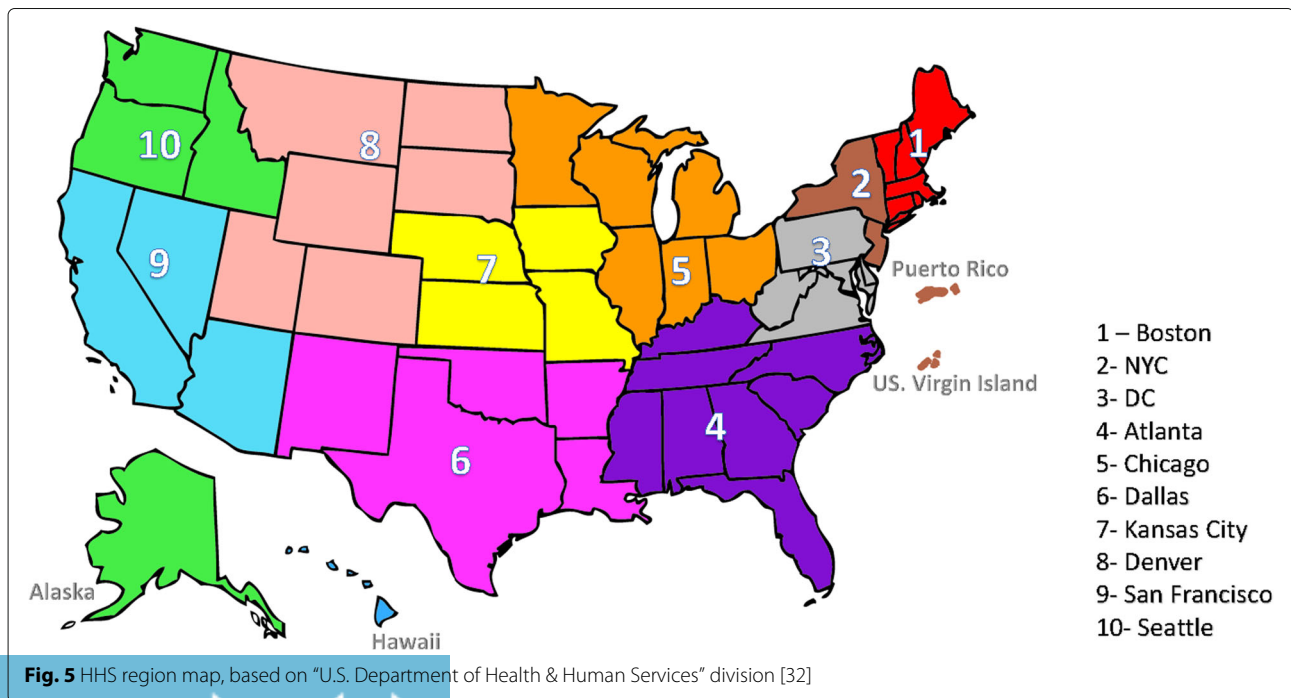 1
10
8
2
9
7
5
3
Puerto Rico
US. Virgin Island
4
6
Alaska
Hawaii
1 – Boston
2- NYC
3- DC
4- Atlanta
5- Chicago
6- Dallas
7- Kansas City
8- Denver
9- San Francisco
10- Seattle
Fig. 5 HHS region map, based on “U.S. Department of Health & Human Services” division [32]